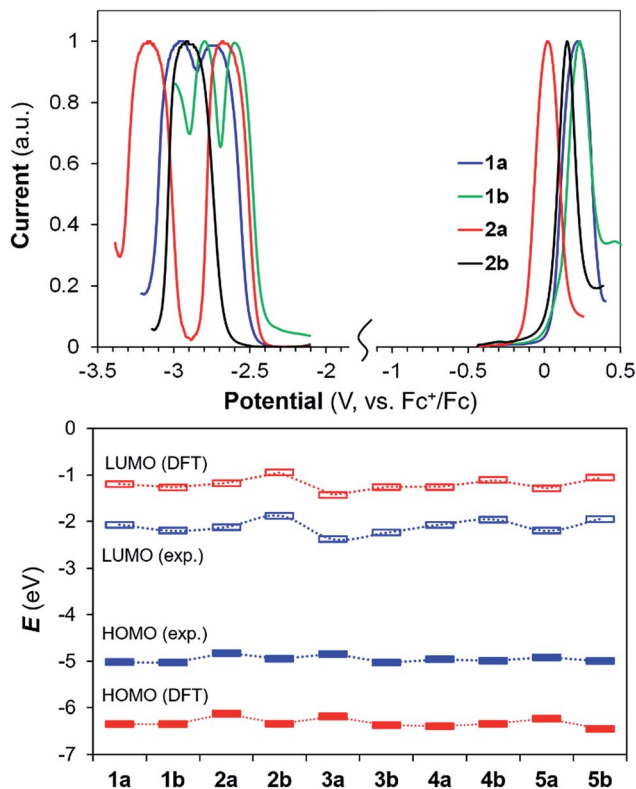 1
0.8
0.6
0.4
0.2
0
Current (a.u.)
1a
1b
2a
2b
-3.5 -3 -2.5 -2 -1 -0.5 0 0.5
Potential (V, vs. Fc⁺/Fc)
0
-1
-2
-3
-4
-5
-6
-7
E (eV)
LUMO (DFT)
LUMO (exp.)
HOMO (exp.)
HOMO (DFT)
1a 1b 2a 2b 3a 3b 4a 4b 5a 5b